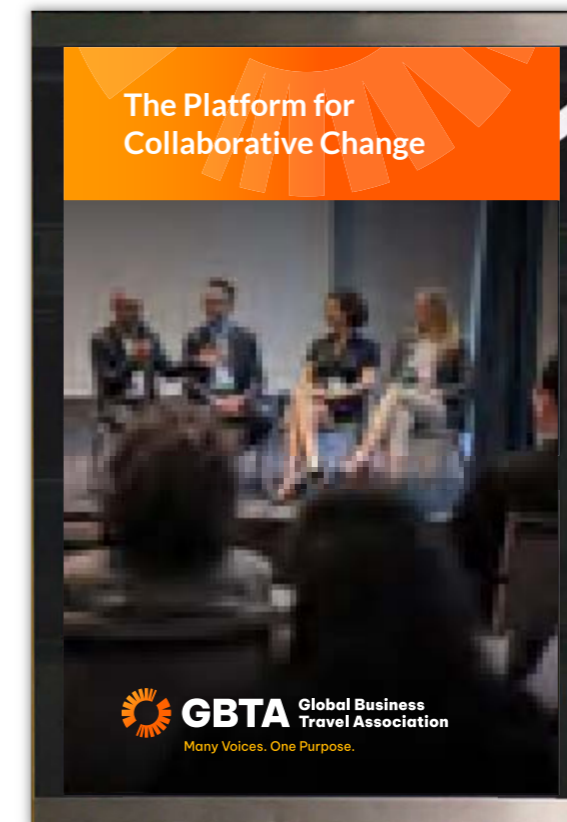 The Platform for
Collaborative Change
GBTA
Global Business
Travel Association
Many Voices. One Purpose.